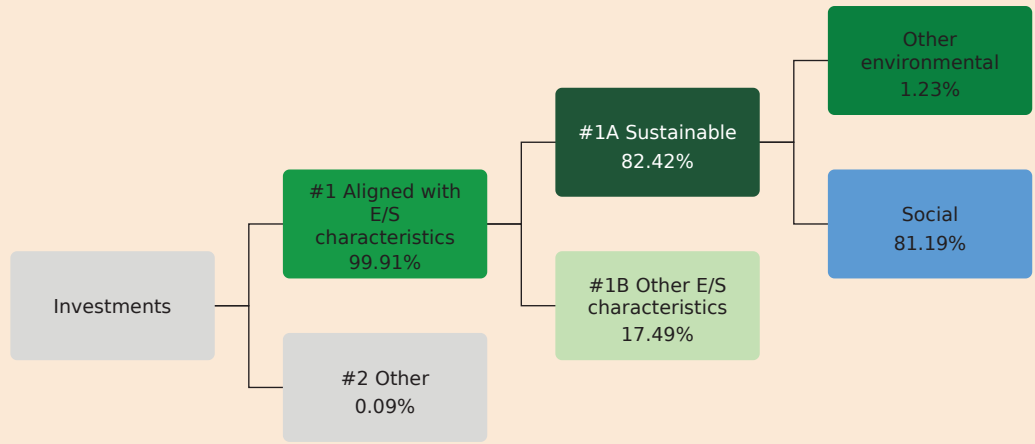 Investments
#1 Aligned with
E/S
characteristics
99.91%
#2 Other
0.09%
#1A Sustainable
82.42%
#1B Other E/S
characteristics
17.49%
Other
environmental
1.23%
Social
81.19%